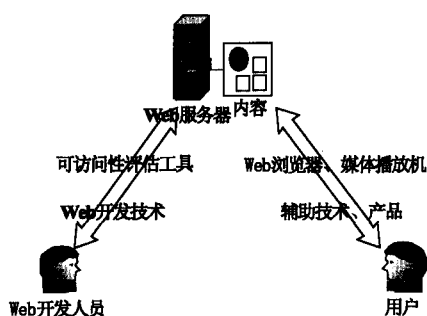 Web服务器 内容
可访问性评估工具 Web浏览器、媒体播放机
Web开发技术 辅助技术、产品
Web开发人员 用户